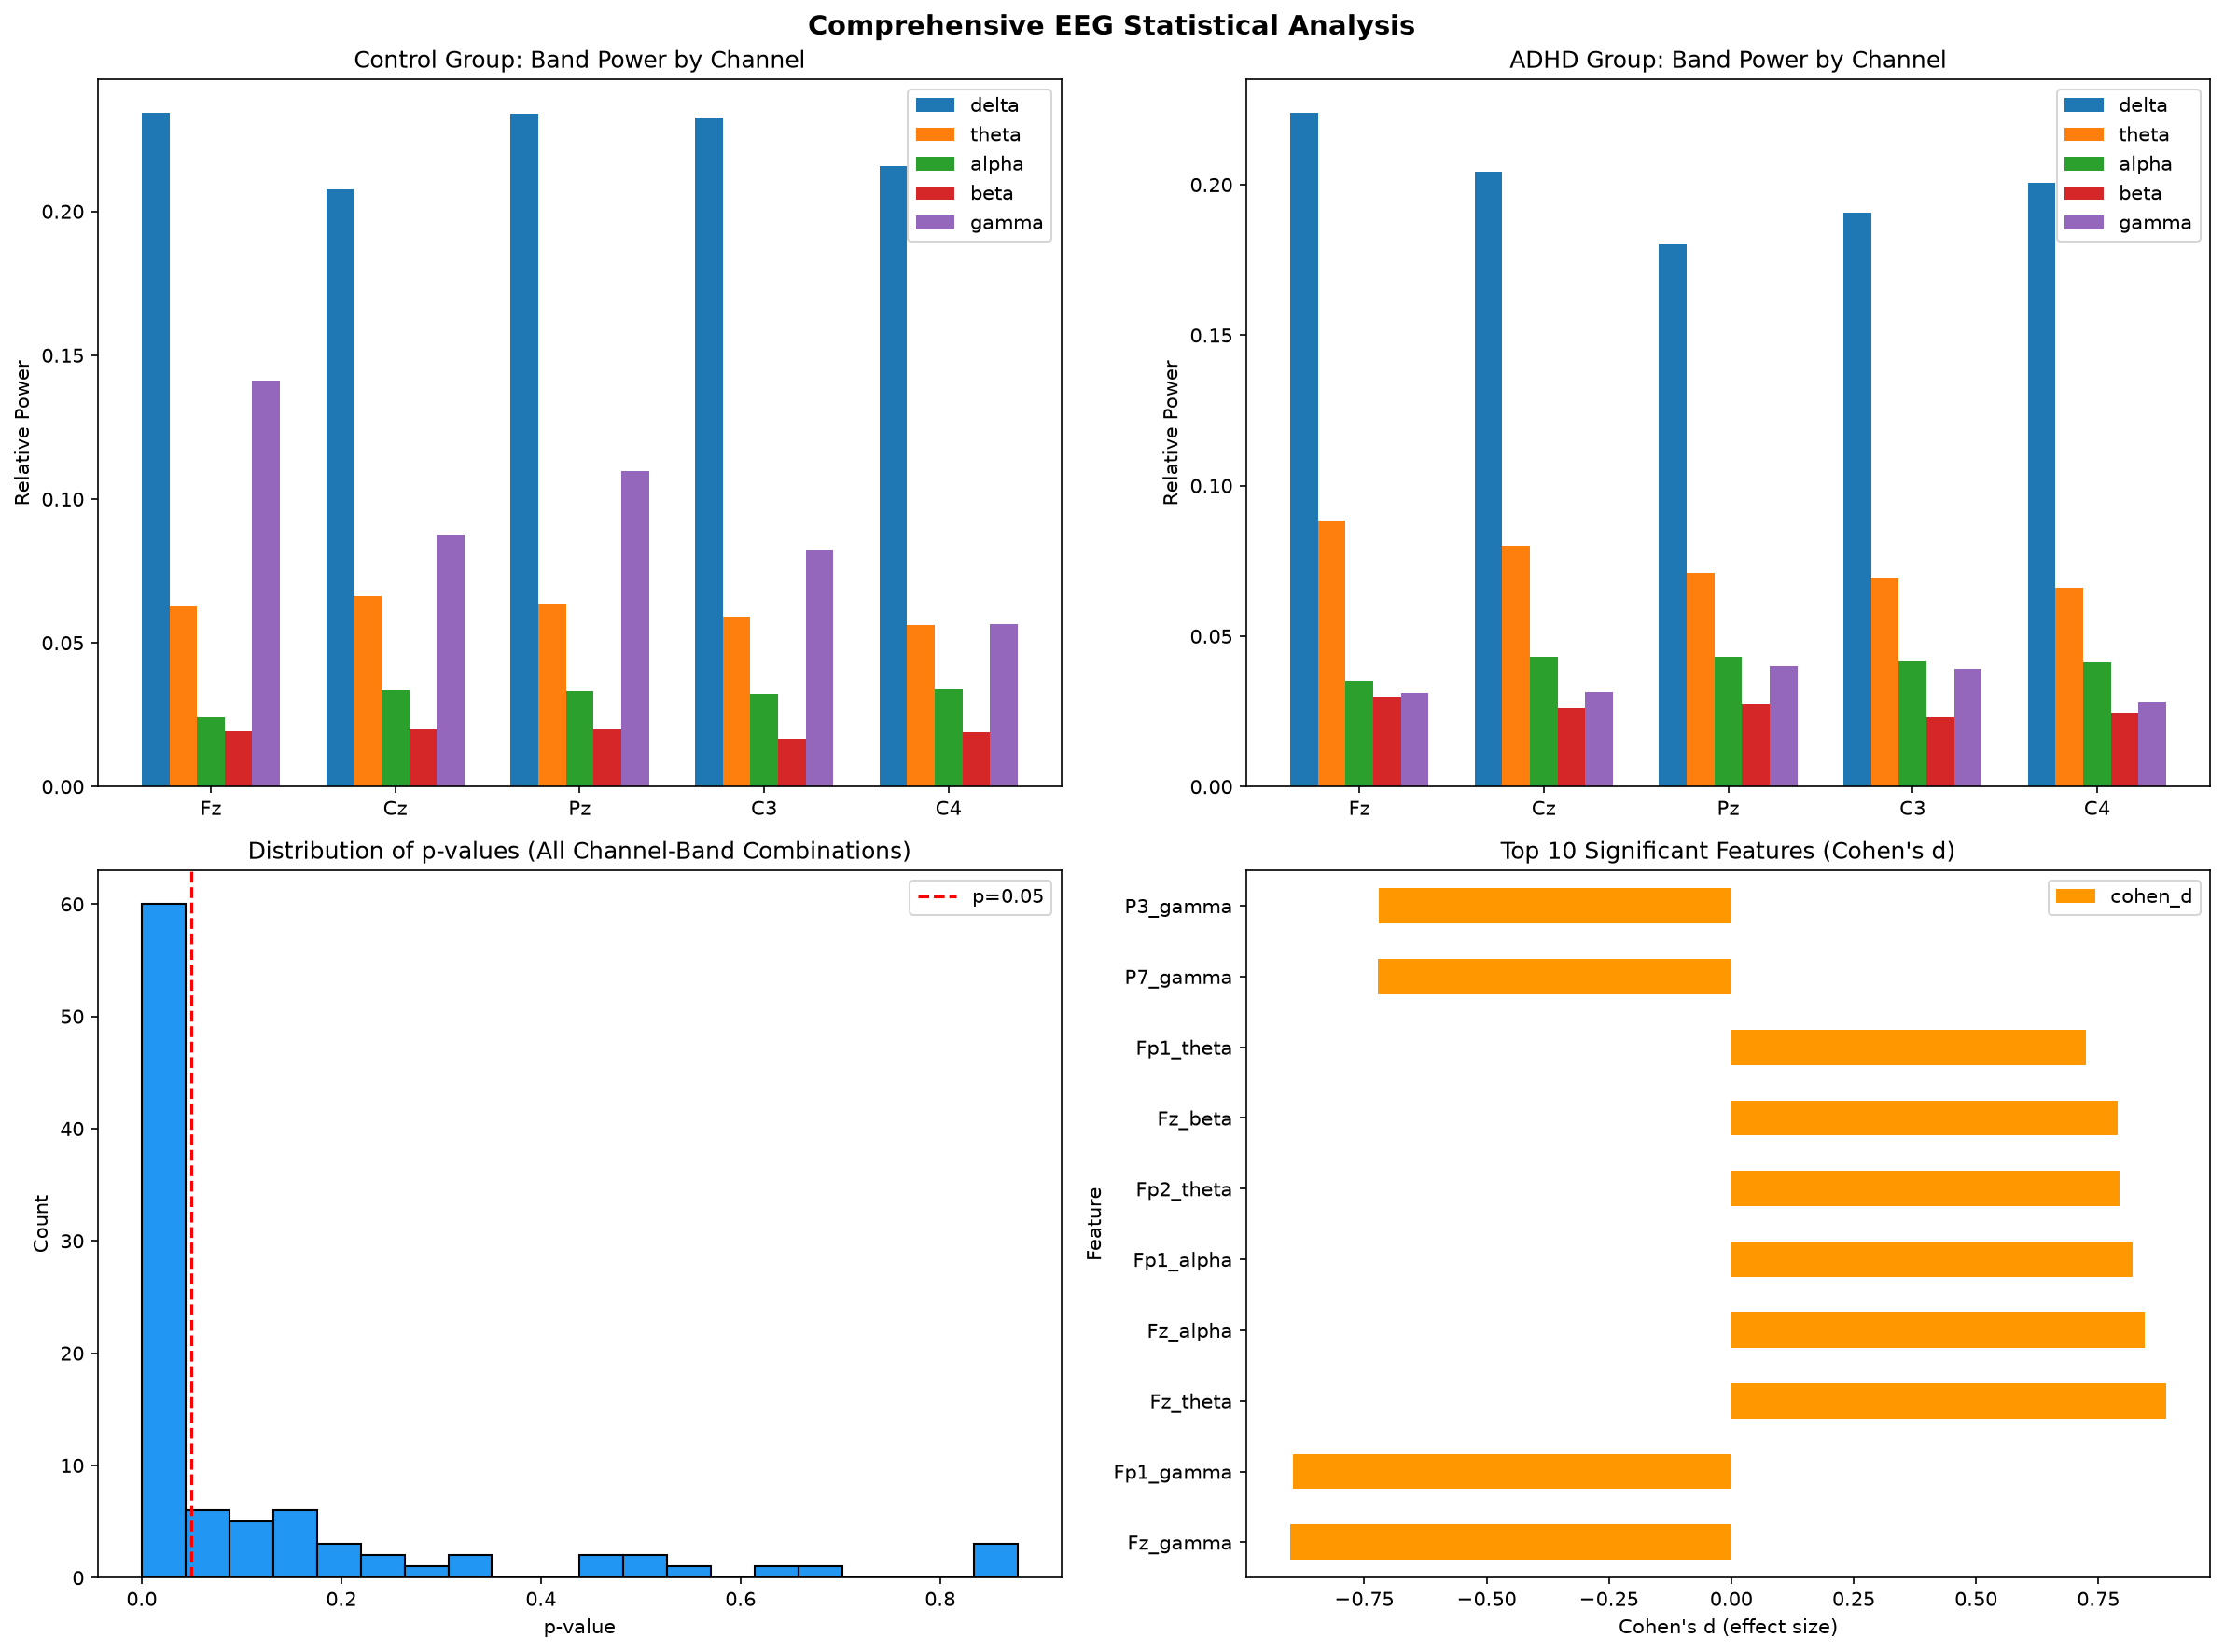 Comprehensive EEG Statistical Analysis
Control Group: Band Power by Channel
Relative Power
0.20
0.15
0.10
0.05
0.00
Fz Cz Pz C3 C4
delta
theta
alpha
beta
gamma
ADHD Group: Band Power by Channel
Relative Power
0.20
0.15
0.10
0.05
0.00
Fz Cz Pz C3 C4
delta
theta
alpha
beta
gamma
Distribution of p-values (All Channel-Band Combinations)
Count
60
50
40
30
20
10
0
0.0 0.2 0.4 0.6 0.8
p-value
p=0.05
Top 10 Significant Features (Cohen's d)
Feature
P3_gamma
P7_gamma
Fp1_theta
Fz_beta
Fp2_theta
Fp1_alpha
Fz_alpha
Fz_theta
Fp1_gamma
Fz_gamma
−0.75 −0.50 −0.25 0.00 0.25 0.50 0.75
Cohen's d (effect size)
cohen_d